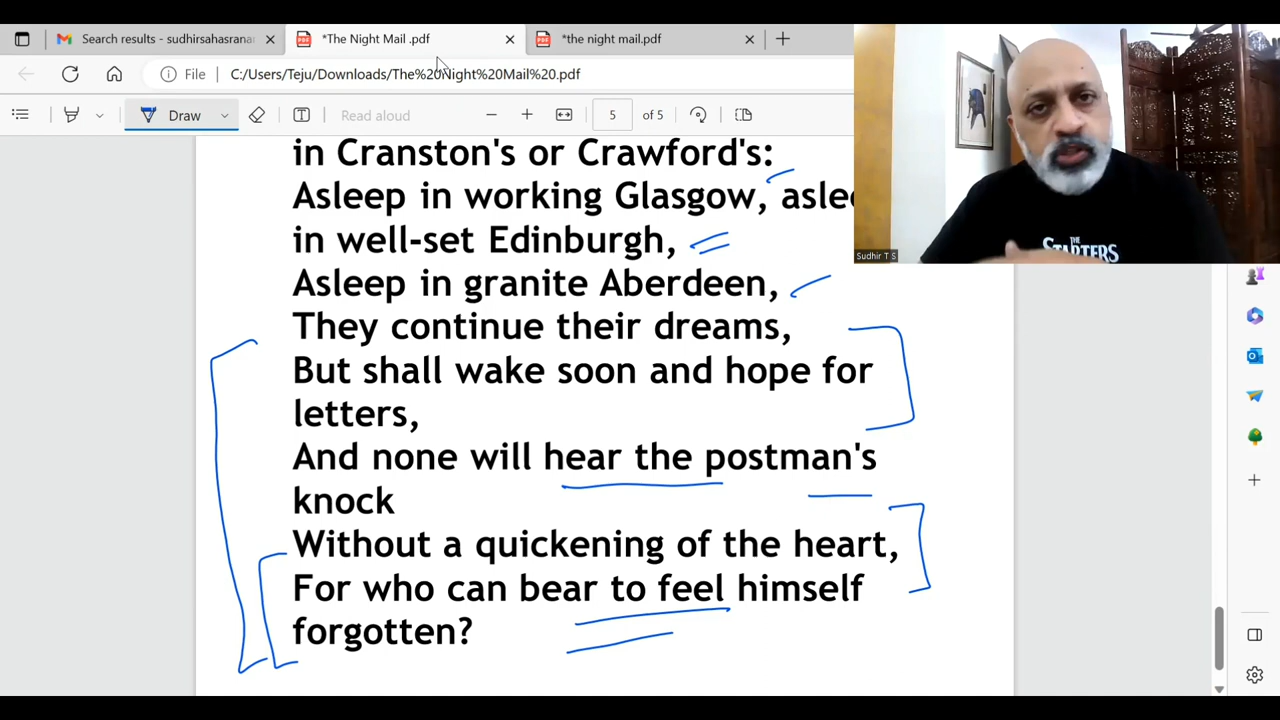 Search results - sudhirsahasrana
*The Night Mail .pdf
*the night mail.pdf
File
C:/Users/Teju/Downloads/The%20Night%20Mail%20.pdf
Draw
Read aloud
5 of 5
in Cranston's or Crawford's:
Asleep in working Glasgow, aslee
in well-set Edinburgh,
Asleep in granite Aberdeen,
They continue their dreams,
But shall wake soon and hope for
letters,
And none will hear the postman's
knock
Without a quickening of the heart,
For who can bear to feel himself
forgotten?
THE
STARTERS
Sudhir T S